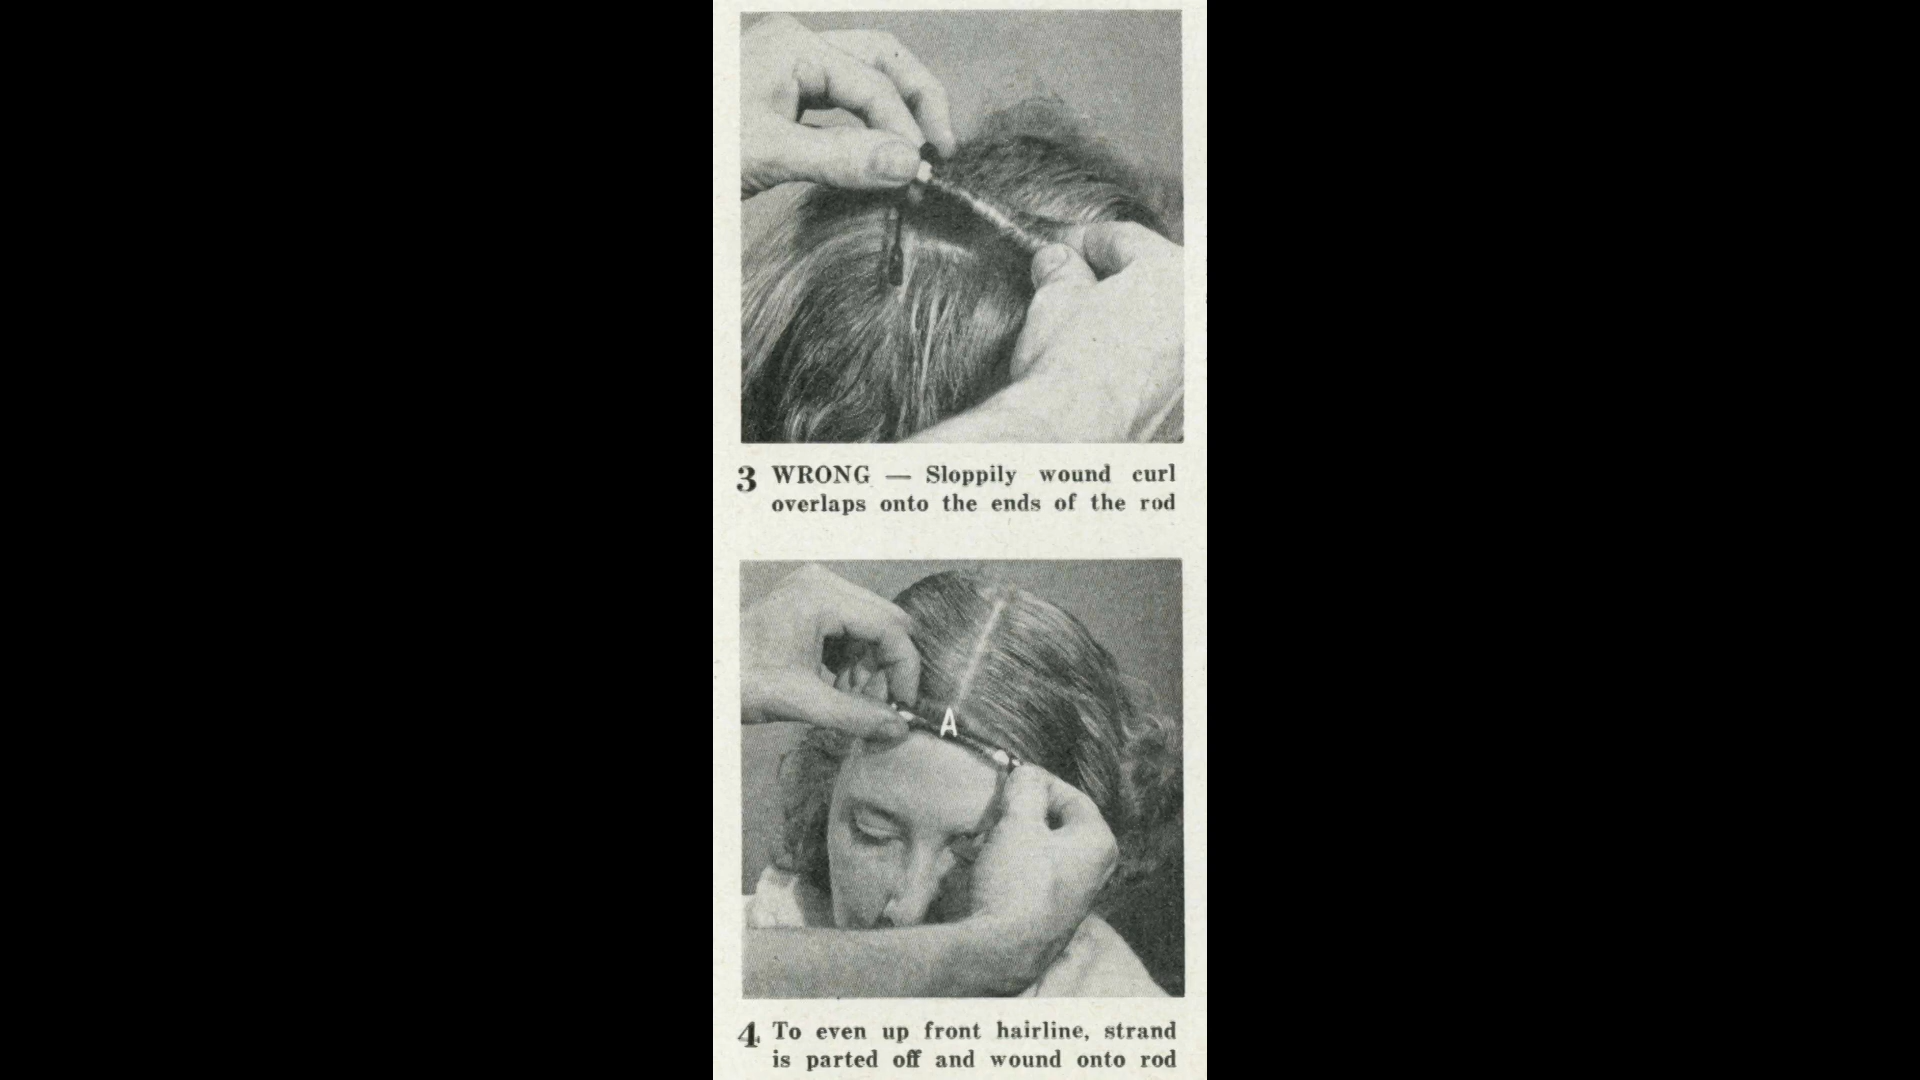 3 WRONG — Sloppily wound curl
overlaps onto the ends of the rod
A
4 To even up front hairline, strand
is parted off and wound onto rod